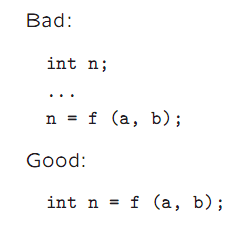 Bad:
int n;
...
n = f (a, b);
Good:
int n = f (a, b);